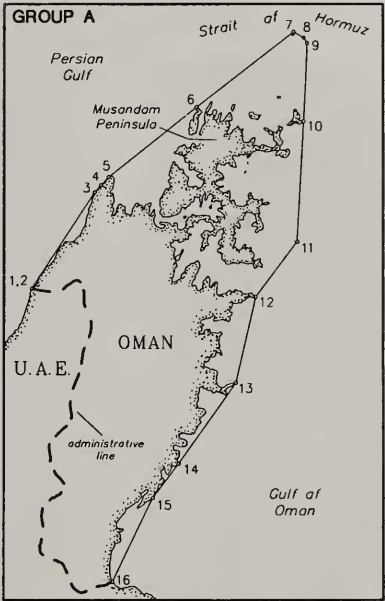 GROUP A
Strait of Hormuz
Persian
Gulf
Musandam
Peninsula
7
8
9
6
10
5
4
3
11
1,2
12
OMAN
U.A.E.
13
administrative
line
14
15
Gulf af
Oman
16